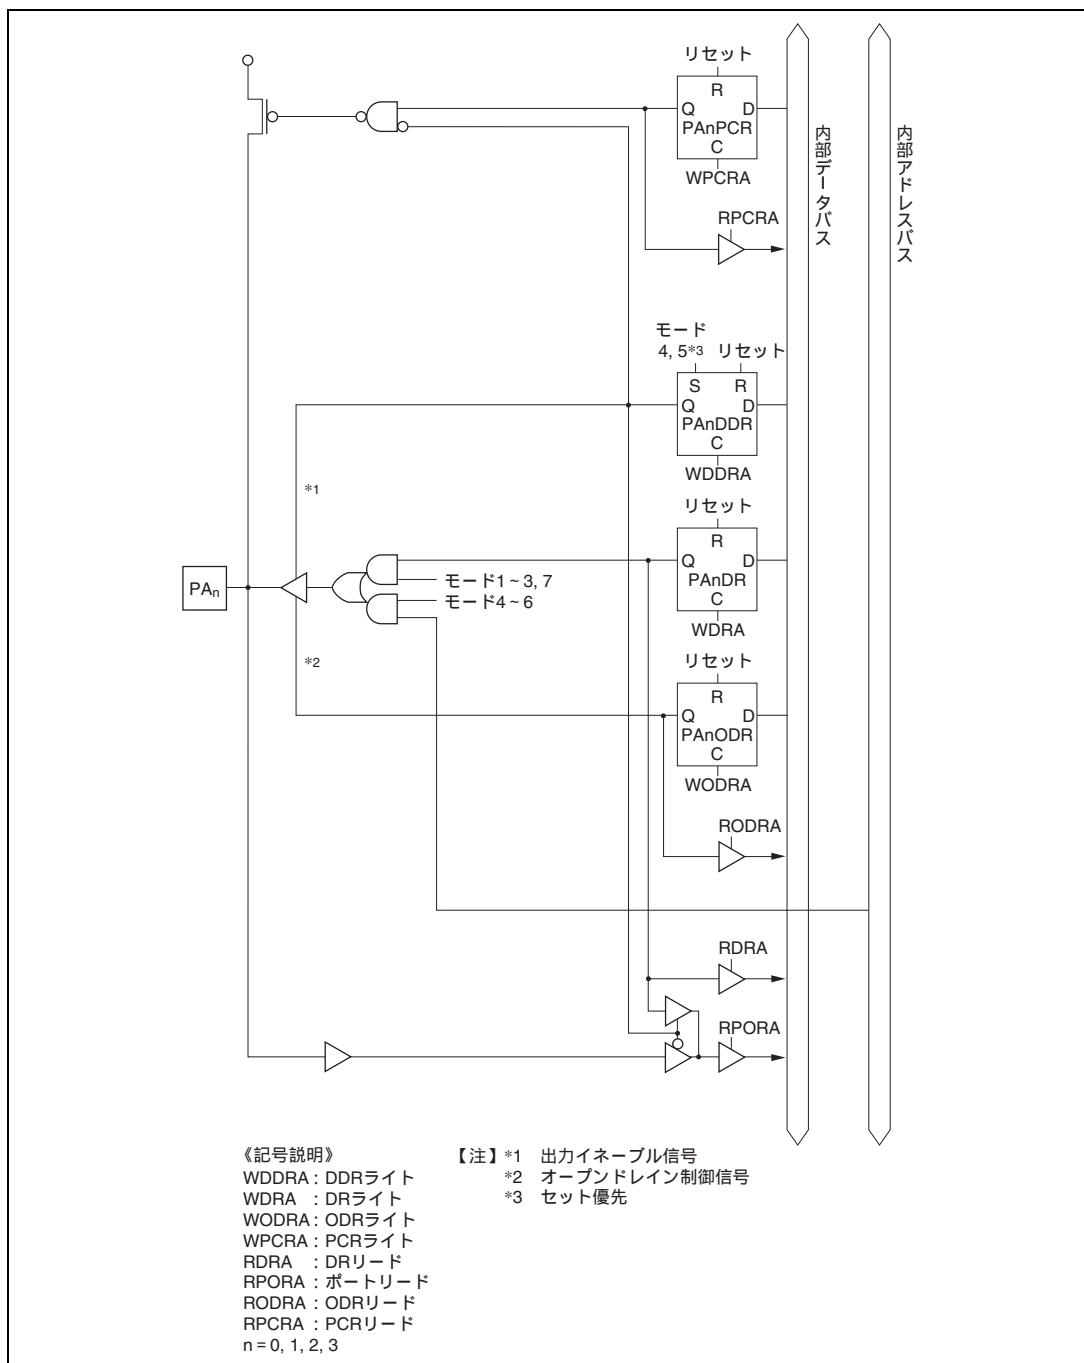 リセット
R
Q D
PAnPCR
C
WPCRA
RPCRA
内部データバス
内部アドレスバス
モード
4, 5*3 リセット
S R
Q D
PAnDDR
C
WDDRA
*1
リセット
R
Q D
PAnDR
C
WDRA
モード1~3, 7
モード4~6
PAn
*2
リセット
R
Q D
PAnODR
C
WODRA
RODRA
RDRA
RPORA
《記号説明》
WDDRA : DDRライト
WDRA : DRライト
WODRA : ODRライト
WPCRA : PCRライト
RDRA : DRリード
RPORA : ポートリード
RODRA : ODRリード
RPCRA : PCRリード
n = 0, 1, 2, 3
【注】 *1 出力イネーブル信号
*2 オープンドレイン制御信号
*3 セット優先